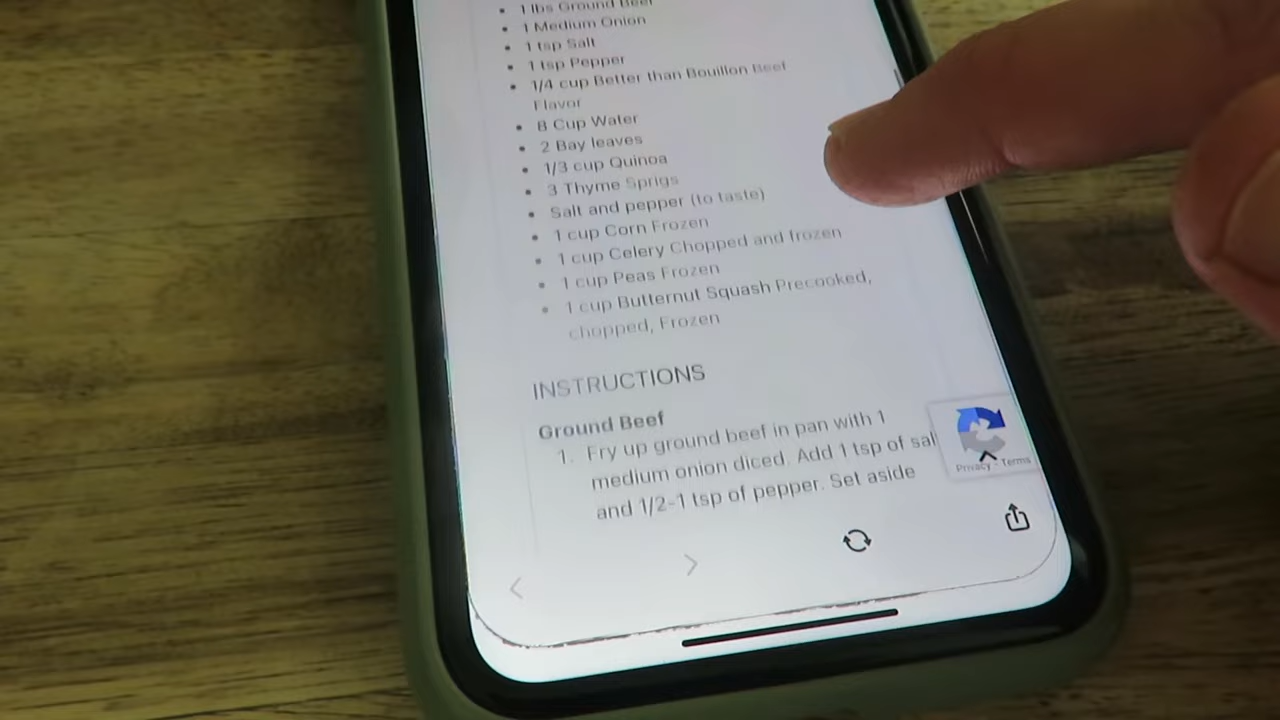 1 lbs Ground Beef
1 Medium Onion
1 tsp Salt
1 tsp Pepper
1/4 cup Better than Bouillon Beef
Flavor
8 Cup Water
2 Bay leaves
1/3 cup Quinoa
3 Thyme Sprigs
Salt and pepper (to taste)
1 cup Corn Frozen
1 cup Celery Chopped and frozen
1 cup Peas Frozen
1 cup Butternut Squash Precooked,
chopped, Frozen
INSTRUCTIONS
Ground Beef
1. Fry up ground beef in pan with 1
medium onion diced. Add 1 tsp of sal
and 1/2-1 tsp of pepper. Set aside
Privacy - Terms